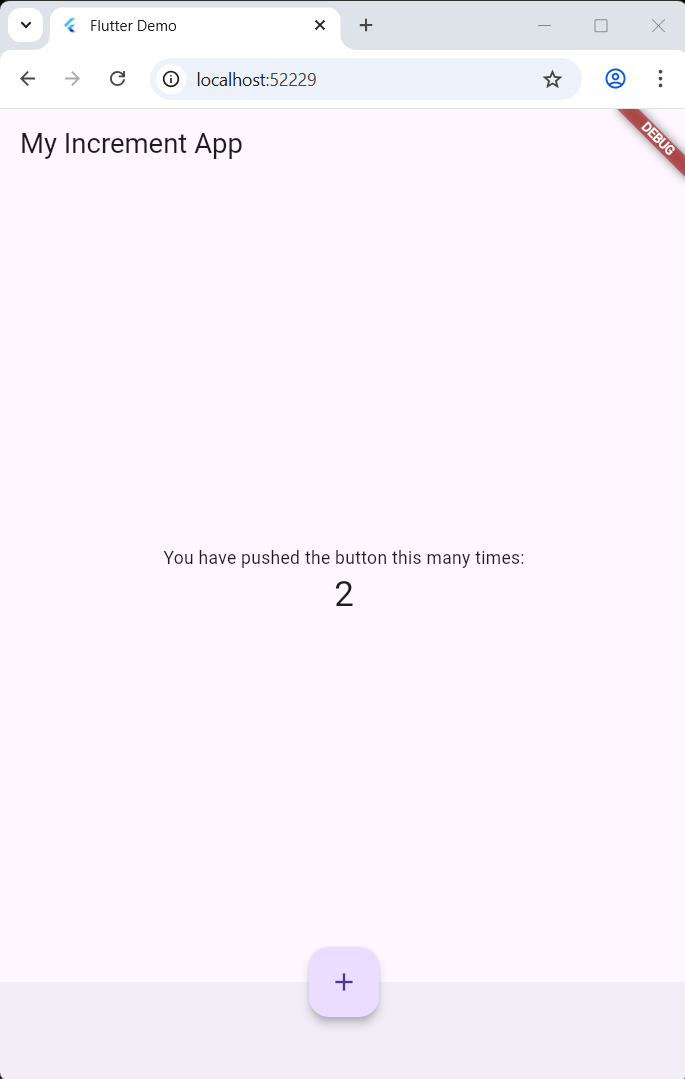 Flutter Demo
localhost:52229
My Increment App
DEBUG
You have pushed the button this many times:
2